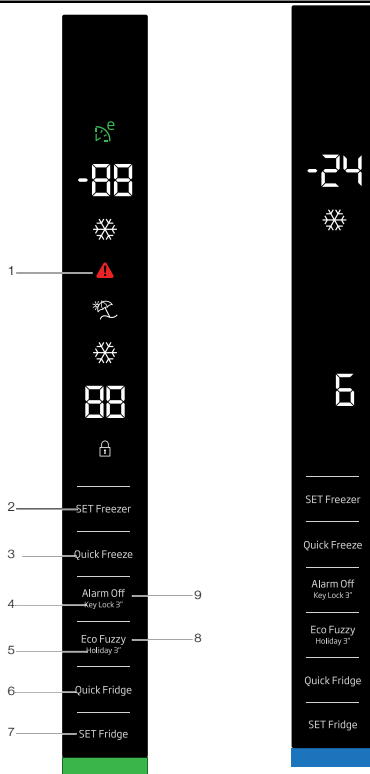 e
-88
1
88
2
SET Freezer
3
Quick Freeze
Alarm Off
9
4
Key Lock 3"
Eco Fuzzy
8
5
Holiday 3"
6
Quick Fridge
7
SET Fridge
-24
6
SET Freezer
Quick Freeze
Alarm Off
Key Lock 3"
Eco Fuzzy
Holiday 3"
Quick Fridge
SET Fridge